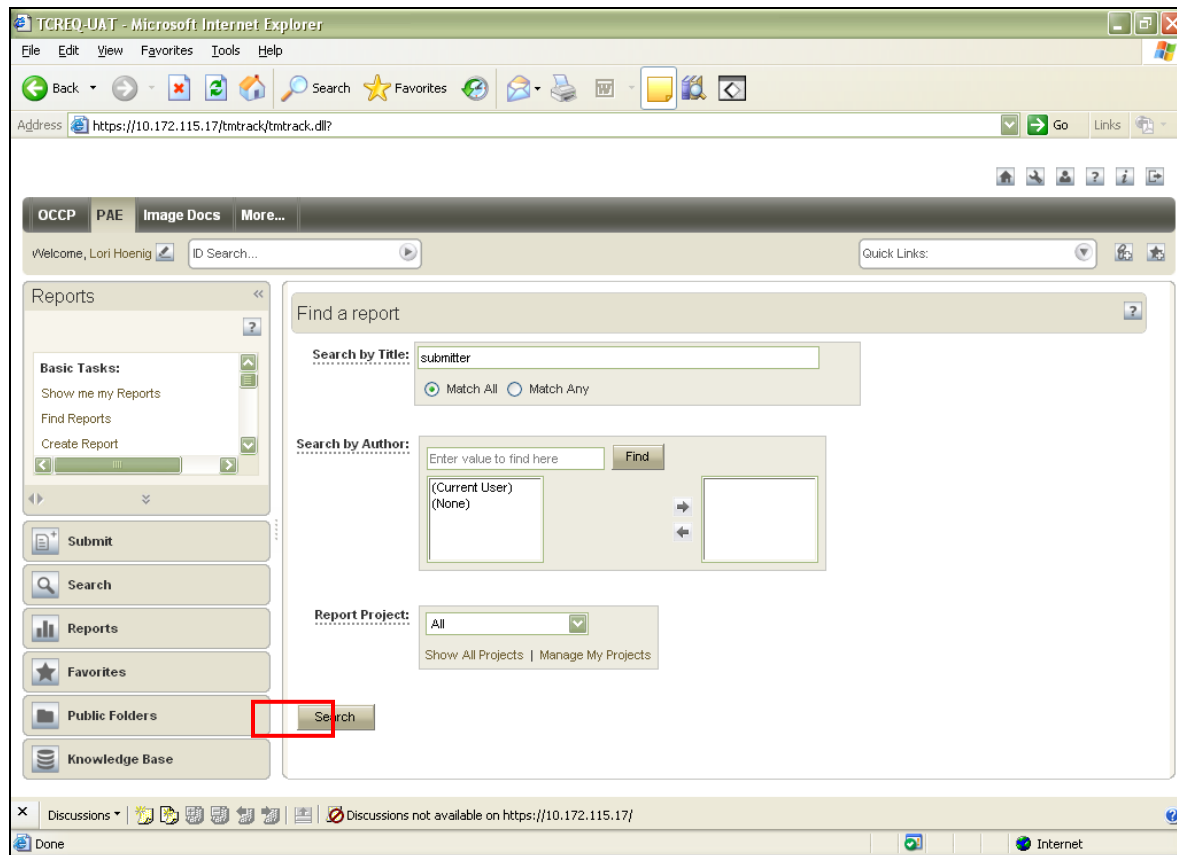 TCREQ-UAT - Microsoft Internet Explorer
File Edit View Favorites Tools Help
Back Search Favorites
Address https://10.172.115.17/tmtrack/tmtrack.dll? Go Links
OCCP PAE Image Docs More...
Welcome, Lori Hoenig ID Search... Quick Links:
Reports
Basic Tasks:
Show me my Reports
Find Reports
Create Report
Submit
Search
Reports
Favorites
Public Folders
Knowledge Base
Find a report
Search by Title: submitter
Match All Match Any
Search by Author:
Enter value to find here Find
(Current User)
(None)
Report Project: All
Show All Projects | Manage My Projects
Search
Discussions Discussions not available on https://10.172.115.17/
Done Internet